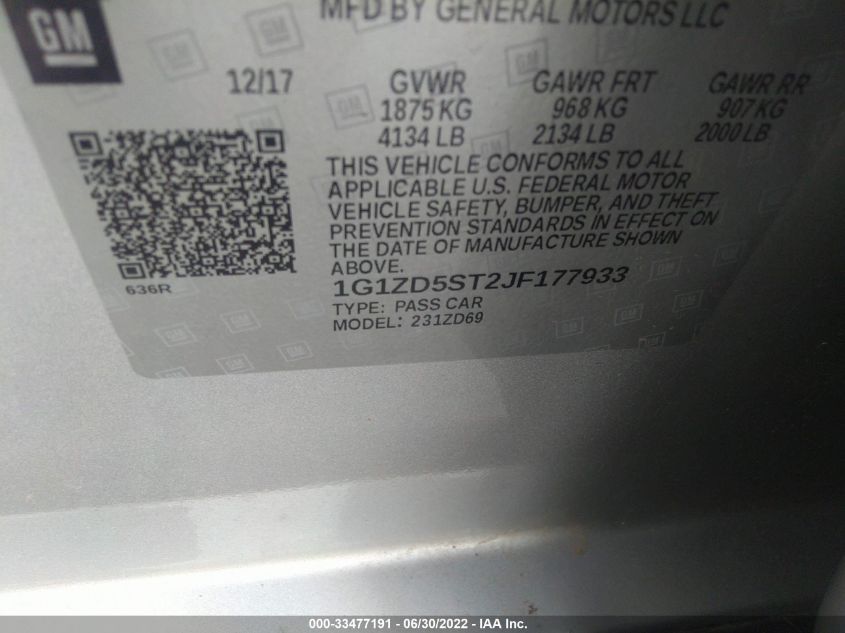 GM
MFD BY GENERAL MOTORS LLC
12/17 GVWR GAWR FRT GAWR RR
1875 KG 968 KG 907 KG
4134 LB 2134 LB 2000 LB
THIS VEHICLE CONFORMS TO ALL
APPLICABLE U.S. FEDERAL MOTOR
VEHICLE SAFETY, BUMPER, AND THEFT
PREVENTION STANDARDS IN EFFECT ON
THE DATE OF MANUFACTURE SHOWN
ABOVE.
636R
1G1ZD5ST2JF177933
TYPE: PASS CAR
MODEL: 231ZD69
000-33477191 - 06/30/2022 - IAA Inc.